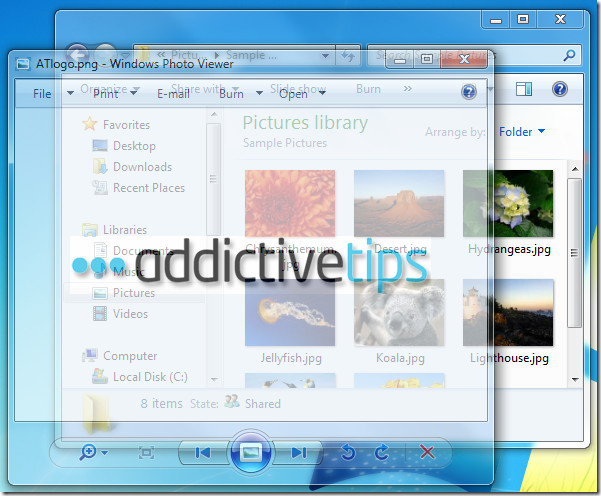 Pictu... Sample ... Search
ATlogo.png - Windows Photo Viewer
File Print E-mail Burn Open
Organize Share with Slide show Burn »
Favorites
Desktop
Downloads
Recent Places
Libraries
Documents
Music
Pictures
Videos
Computer
Local Disk (C:)
Pictures library
Sample Pictures
Arrange by: Folder
Chrysanthemum.jpg
Desert.jpg
Hydrangeas.jpg
addictivetips
Jellyfish.jpg
Koala.jpg
Lighthouse.jpg
8 items State: Shared